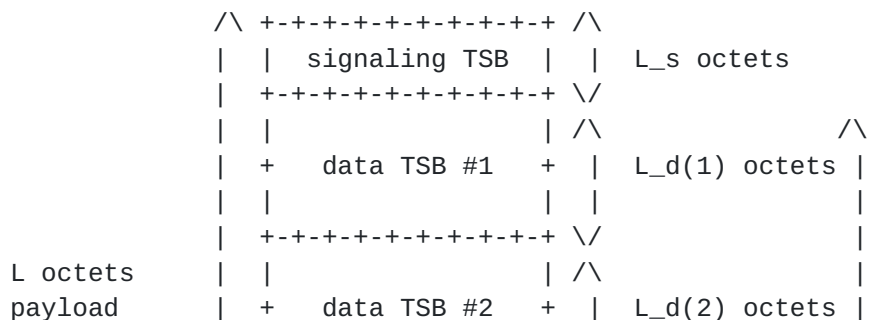 /\ +-+-+-+-+-+-+-+-+ /\
             |  |  signaling TSB  |  |  L_s octets
             |  +-+-+-+-+-+-+-+-+ \/
             |  |                 | /\               /\
             |  +   data TSB #1   +  |  L_d(1) octets |
             |  |                 |  |                |
             |  +-+-+-+-+-+-+-+-+ \/                 |
L octets     |  |                 | /\                |
payload      |  +   data TSB #2   +  |  L_d(2) octets |